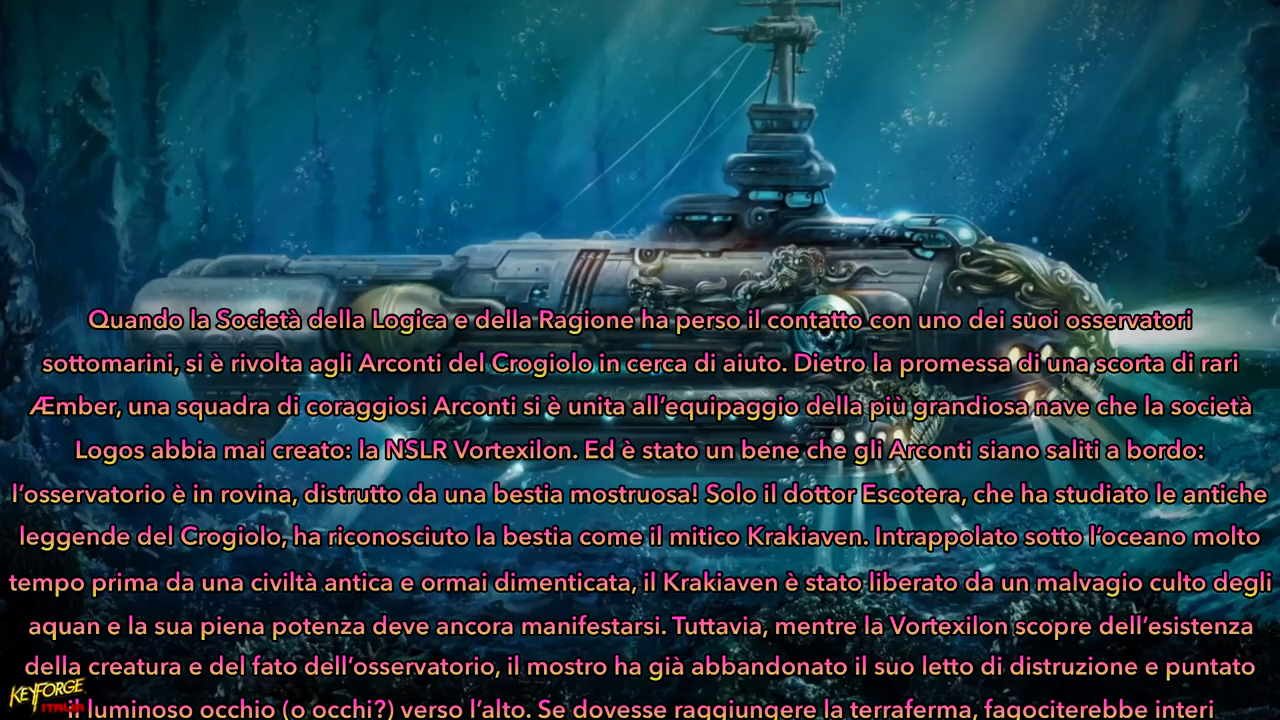 Quando la Società della Logica e della Ragione ha perso il contatto con uno dei suoi osservatori
sottomarini, si è rivolta agli Arconti del Crogiolo in cerca di aiuto. Dietro la promessa di una scorta di rari
Æmber, una squadra di coraggiosi Arconti si è unita all’equipaggio della più grandiosa nave che la società
Logos abbia mai creato: la NSLR Vortexilon. Ed è stato un bene che gli Arconti siano saliti a bordo:
l’osservatorio è in rovina, distrutto da una bestia mostruosa! Solo il dottor Escotera, che ha studiato le antiche
leggende del Crogiolo, ha riconosciuto la bestia come il mitico Krakiaven. Intrappolato sotto l’oceano molto
tempo prima da una civiltà antica e ormai dimenticata, il Krakiaven è stato liberato da un malvagio culto degli
aquan e la sua piena potenza deve ancora manifestarsi. Tuttavia, mentre la Vortexilon scopre dell’esistenza
della creatura e del fato dell’osservatorio, il mostro ha già abbandonato il suo letto di distruzione e puntato
il luminoso occhio (o occhi?) verso l’alto. Se dovesse raggiungere la terraferma, fagociterebbe interi
KEYFORGE
ITALIA